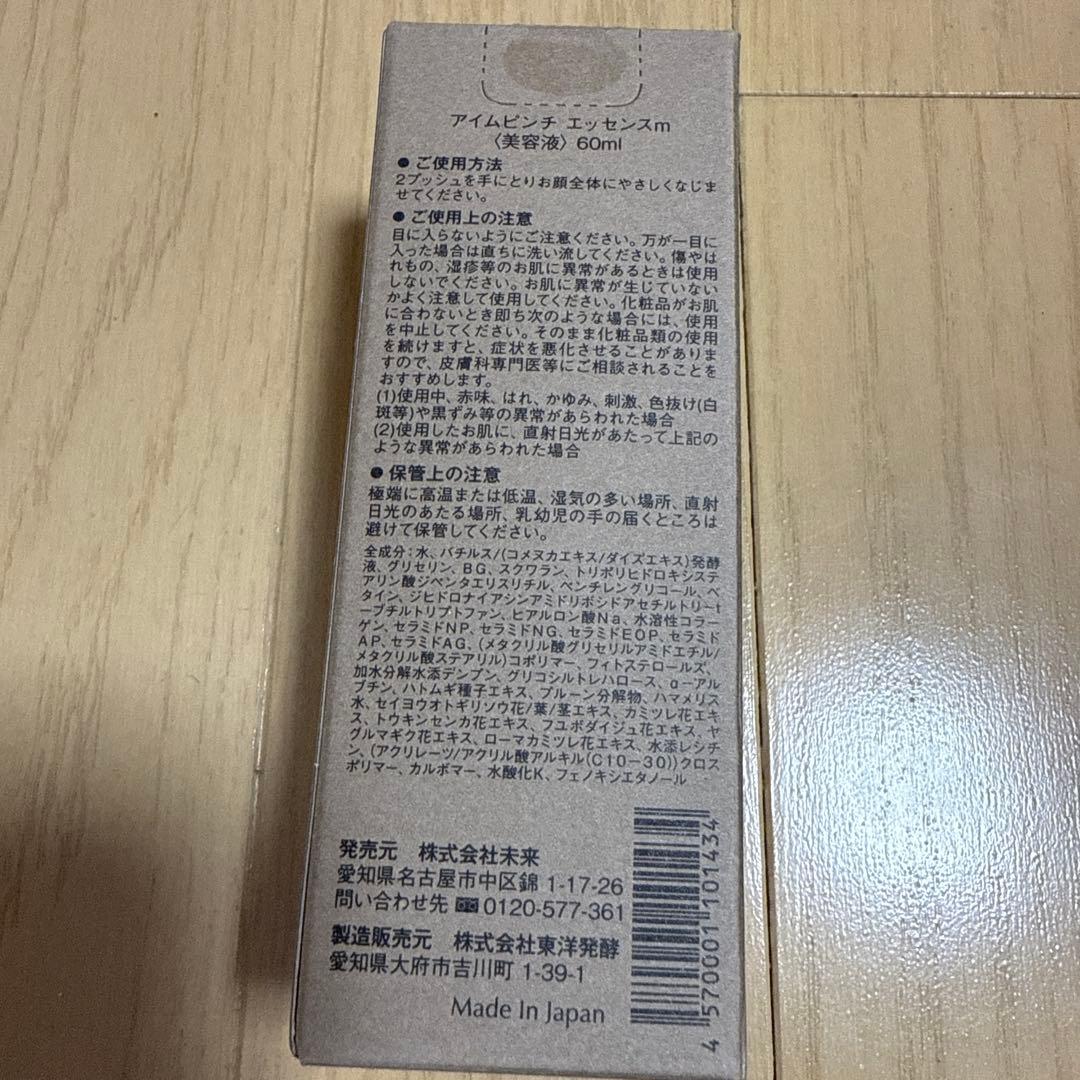 アイムピンチ エッセンスm
〈美容液〉60ml
● ご使用方法
2プッシュを手にとりお顔全体にやさしくなじま
せてください。
● ご使用上の注意
目に入らないようにご注意ください。万が一目に
入った場合は直ちに洗い流してください。傷やは
れもの、湿疹等のお肌に異常があるときは使用
しないでください。お肌に異常が生じていない
かよく注意して使用してください。化粧品がお肌
に合わないとき即ち次のような場合には、使用
を中止してください。そのまま化粧品類の使用
を続けますと、症状を悪化させることがありま
すので、皮膚科専門医等にご相談されることを
おすすめします。
(1)使用中、赤味、はれ、かゆみ、刺激、色抜け(白
斑等)や黒ずみ等の異常があらわれた場合
(2)使用したお肌に、直射日光があたって上記の
ような異常があらわれた場合
● 保管上の注意
極端に高温または低温、湿気の多い場所、直射
日光のあたる場所、乳幼児の手の届くところは
避けて保管してください。
全成分：水、バチルス/(コメヌカエキス/ダイズエキス)発酵
液、グリセリン、BG、スクワラン、トリポリヒドロキシステ
アリン酸ジペンタエリスリチル、ペンチレングリコール、ベ
タイン、ジヒドロナイアシンアミドリボシドアセチルトリーt
ーブチルトリプトファン、ヒアルロン酸Na、水溶性コラー
ゲン、セラミドNP、セラミドNG、セラミドEOP、セラミド
AP、セラミドAG、(メタクリル酸グリセリルアミドエチル/
メタクリル酸ステアリル)コポリマー、フィトステロールズ、
加水分解水添デンプン、グリコシルトレハロース、αーアル
ブチン、ハトムギ種子エキス、プルーン分解物、ハマメリス
水、セイヨウオトギリソウ花/葉/茎エキス、カミツレ花エキ
ス、トウキンセンカ花エキス、フユボダイジュ花エキス、ヤ
グルマギク花エキス、ローマカミツレ花エキス、水添レシチ
ン、(アクリレーツ/アクリル酸アルキル(C10－30))クロス
ポリマー、カルボマー、水酸化K、フェノキシエタノール
発売元 株式会社未来
愛知県名古屋市中区錦 1-17-26
問い合わせ先 0120-577-361
製造販売元 株式会社東洋発酵
愛知県大府市吉川町 1-39-1
Made In Japan
4 570001 101434